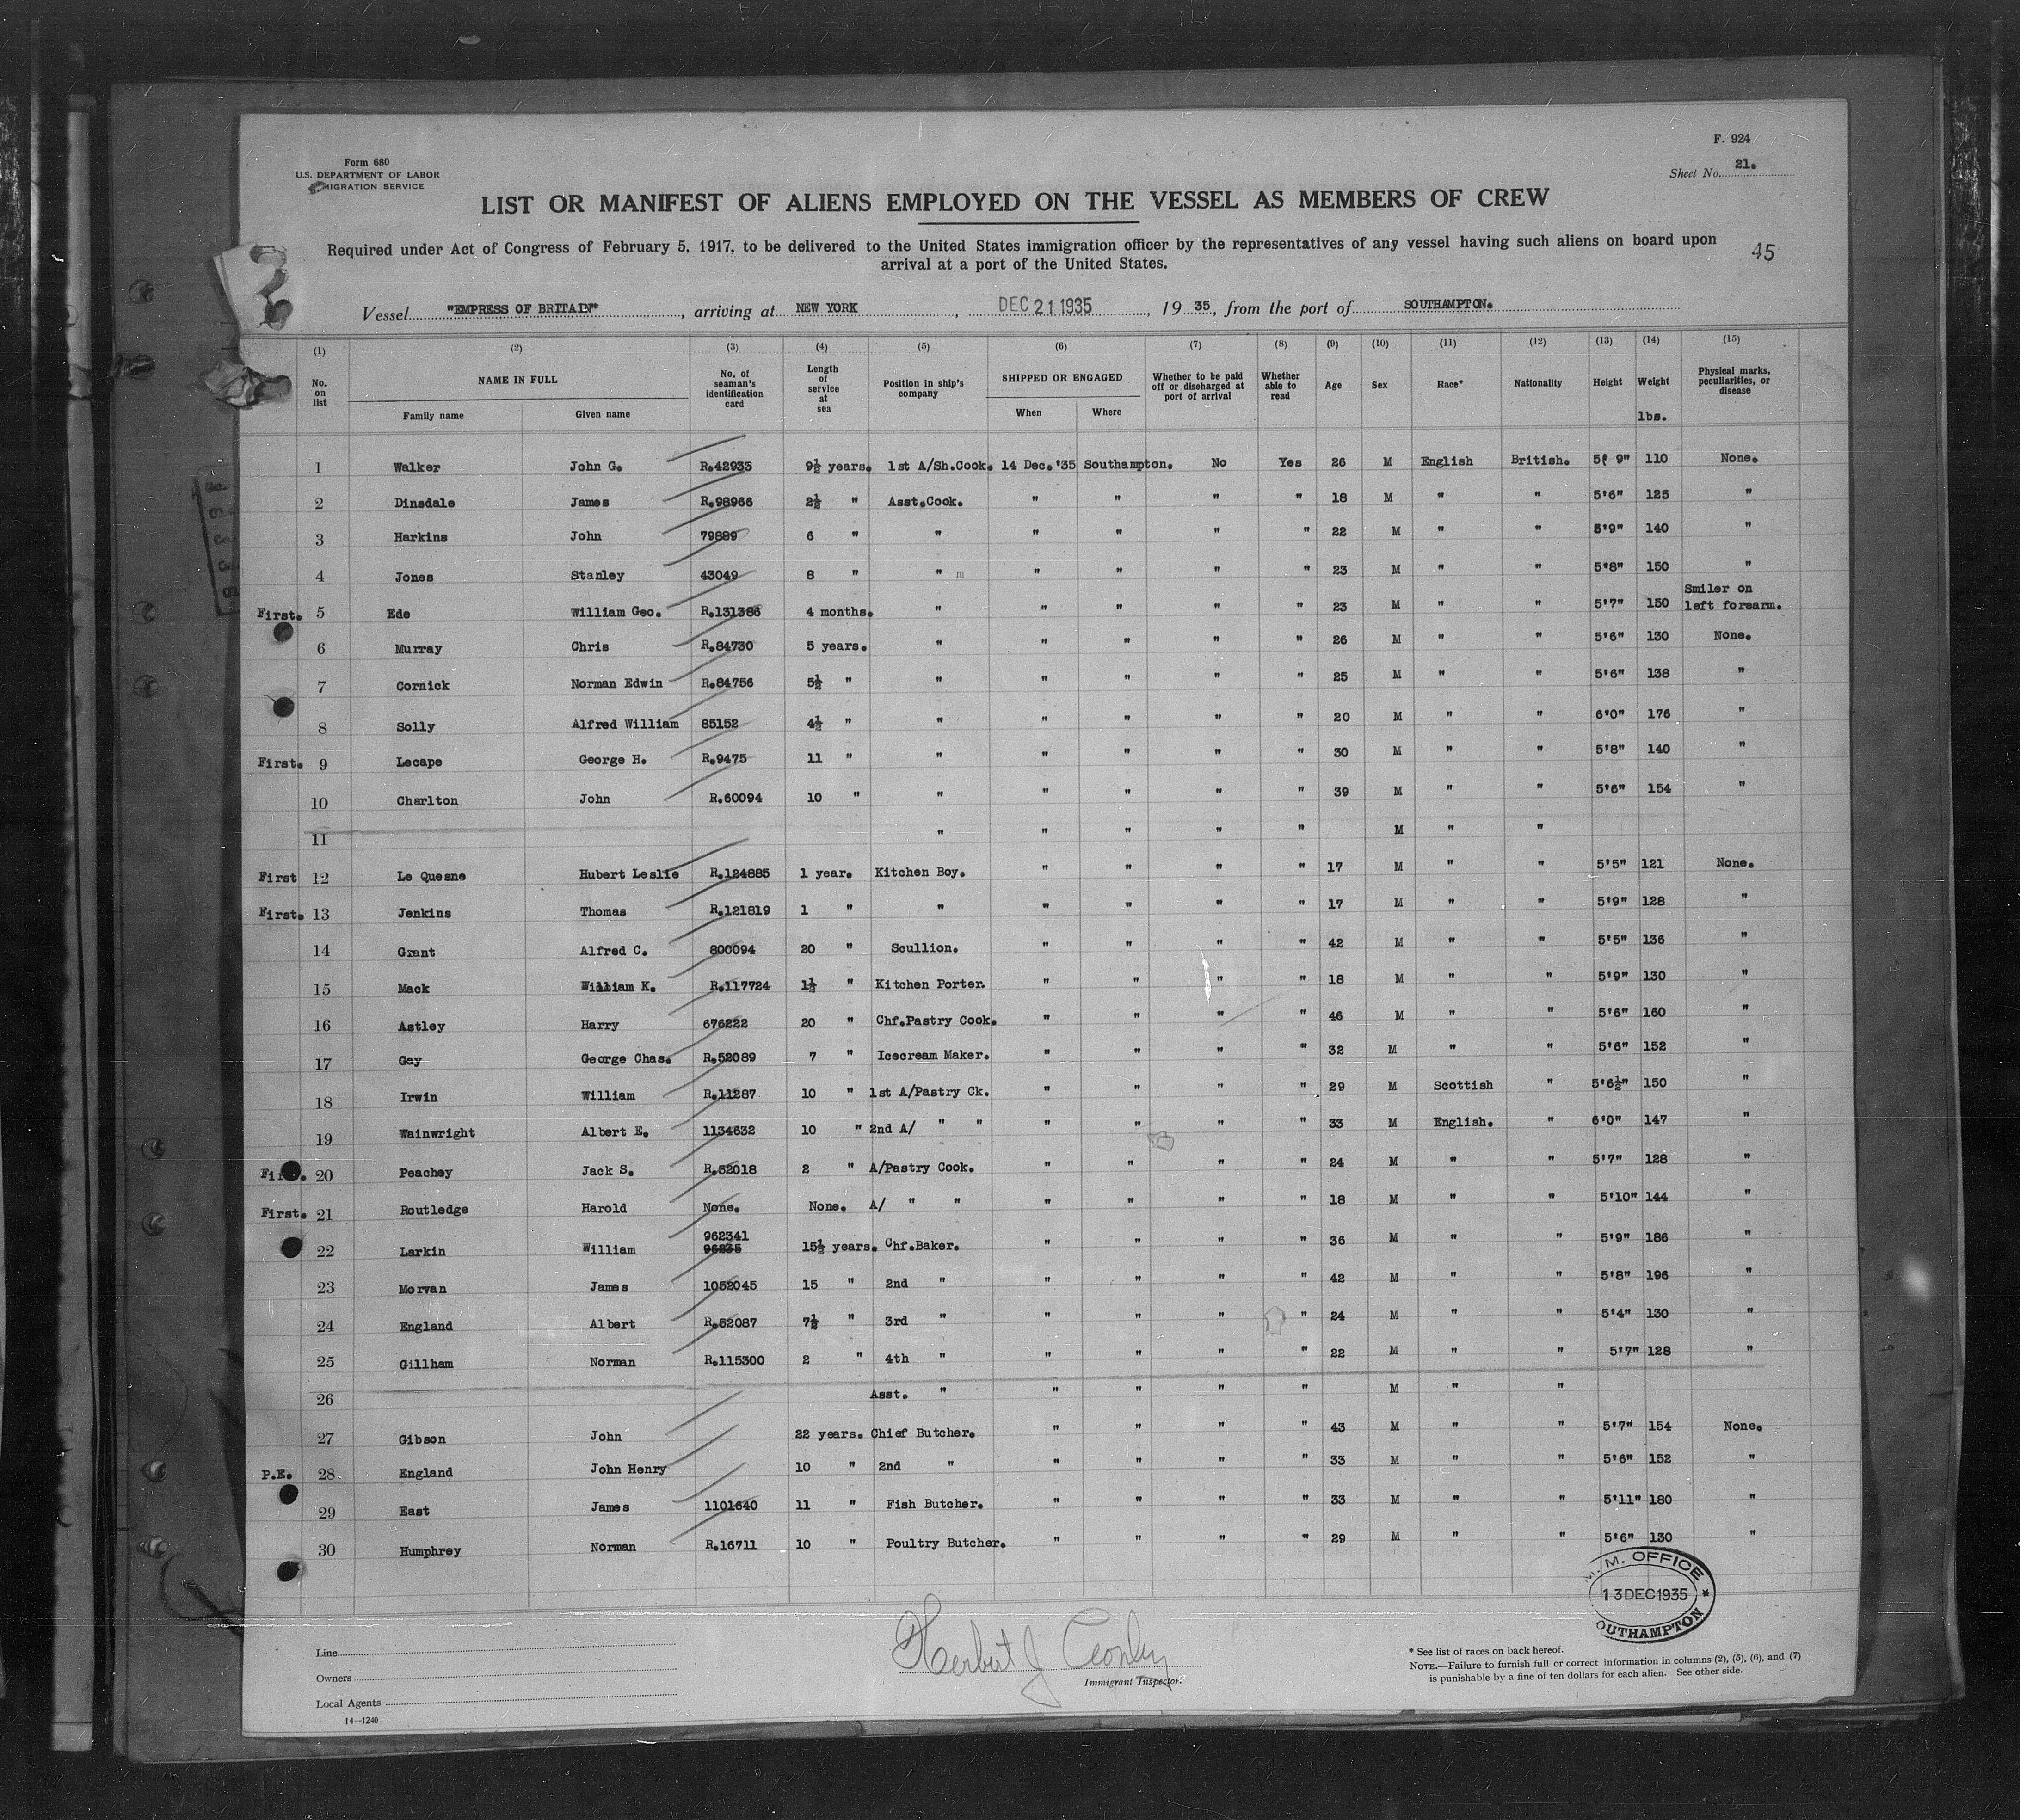 F. 924
Form 680
U.S. DEPARTMENT OF LABOR
IMMIGRATION SERVICE
Sheet No. 21.
LIST OR MANIFEST OF ALIENS EMPLOYED ON THE VESSEL AS MEMBERS OF CREW
Required under Act of Congress of February 5, 1917, to be delivered to the United States immigration officer by the representatives of any vessel having such aliens on board upon
arrival at a port of the United States.
45
Vessel "EMPRESS OF BRITAIN", arriving at NEW YORK, DEC 21 1935, 19 35, from the port of SOUTHAMPTON.
(1) (2) (3) (4) (5) (6) (7) (8) (9) (10) (11) (12) (13) (14) (15)
No. on list NAME IN FULL Family name Given name No. of seaman's identification card Length of service at sea Position in ship's company SHIPPED OR ENGAGED When Where Whether to be paid off or discharged at port of arrival Whether able to read Age Sex Race* Nationality Height Weight lbs. Physical marks, peculiarities, or disease
1 Walker John G. R.42933 9½ years. 1st A/Sh.Cook. 14 Dec.'35 Southampton. No Yes 26 M English British. 5' 9" 110 None.
2 Dinsdale James R.98966 2½ " Asst.Cook. " " " " 18 M " " 5'6" 125 "
3 Harkins John 79889 6 " " " " " " 22 M " " 5'9" 140 "
4 Jones Stanley 43049 8 " " m " " " " 23 M " " 5'8" 150 "
First. 5 Ede William Geo. R.131386 4 months. " " " " " 23 M " " 5'7" 150 Smiler on left forearm.
6 Murray Chris R.84730 5 years. " " " " " 26 M " " 5'6" 130 None.
7 Cornick Norman Edwin R.84756 5½ " " " " " " 25 M " " 5'6" 138 "
8 Solly Alfred William 85152 4½ " " " " " " 20 M " " 6'0" 176 "
First. 9 Lecape George H. R.9475 11 " " " " " " 30 M " " 5'8" 140 "
10 Charlton John R.60094 10 " " " " " " 39 M " " 5'6" 154 "
11 " " " " " M " "
First 12 Le Quesne Hubert Leslie R.124885 1 year. Kitchen Boy. " " " " 17 M " " 5'5" 121 None.
First. 13 Jenkins Thomas R.121819 1 " " " " " " 17 M " " 5'9" 128 "
14 Grant Alfred C. 800094 20 " Scullion. " " " " 42 M " " 5'5" 136 "
15 Mack William K. R.117724 1½ " Kitchen Porter. " " " " 18 M " " 5'9" 130 "
16 Astley Harry 676222 20 " Chf.Pastry Cook. " " " " 46 M " " 5'6" 160 "
17 Gay George Chas. R.52089 7 " Icecream Maker. " " " " 32 M " " 5'6" 152 "
18 Irwin William R.11287 10 " 1st A/Pastry Ck. " " " " 29 M Scottish " 5'6½" 150 "
19 Wainwright Albert E. 1134632 10 " 2nd A/ " " " " " " 33 M English. " 6'0" 147 "
First. 20 Peachey Jack S. R.52018 2 " A/Pastry Cook. " " " " 24 M " " 5'7" 128 "
First. 21 Routledge Harold None. None. A/ " " " " " " 18 M " " 5'10" 144 "
22 Larkin William 962341 96235 15½ years. Chf.Baker. " " " " 36 M " " 5'9" 186 "
23 Morvan James 1052045 15 " 2nd " " " " " 42 M " " 5'8" 196 "
24 England Albert R.52087 7½ " 3rd " " " " " 24 M " " 5'4" 130 "
25 Gillham Norman R.115300 2 " 4th " " " " " 22 M " " 5'7" 128 "
26 Asst. " " " " " M " "
27 Gibson John 22 years. Chief Butcher. " " " " 43 M " " 5'7" 154 None.
P.E. 28 England John Henry 10 " 2nd " " " " " 33 M " " 5'6" 152 "
29 East James 1101640 11 " Fish Butcher. " " " " 33 M " " 5'11" 180 "
30 Humphrey Norman R.16711 10 " Poultry Butcher. " " " " 29 M " " 5'6" 130 "
M. M. OFFICE
13 DEC 1935
OUTHAMPTON
Line
Owners
Local Agents
14—1240
Herbert J
Immigrant Inspector.
* See list of races on back hereof.
NOTE.—Failure to furnish full or correct information in columns (2), (5), (6), and (7)
is punishable by a fine of ten dollars for each alien. See other side.